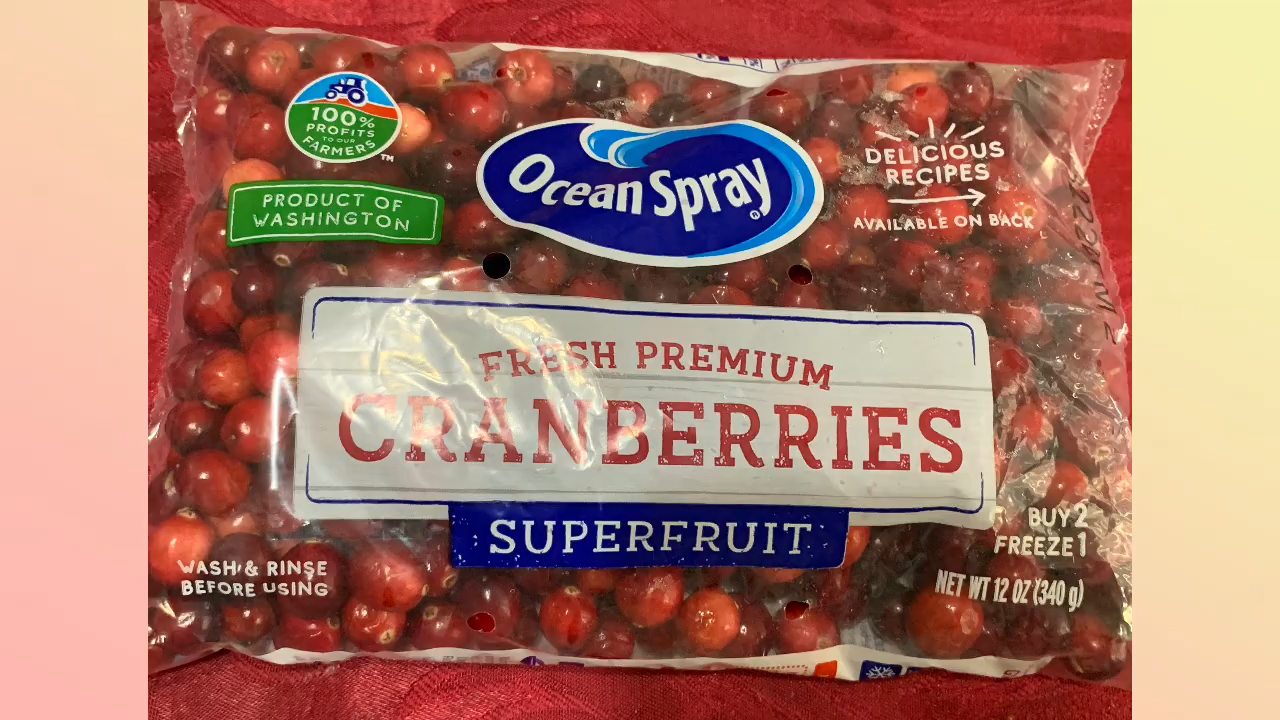 100%
PROFITS
TO OUR
FARMERS™
PRODUCT OF
WASHINGTON
Ocean Spray®
DELICIOUS
RECIPES
AVAILABLE ON BACK
FRESH PREMIUM
CRANBERRIES
SUPERFRUIT
WASH & RINSE
BEFORE USING
BUY 2
FREEZE 1
NET WT 12 OZ (340 g)